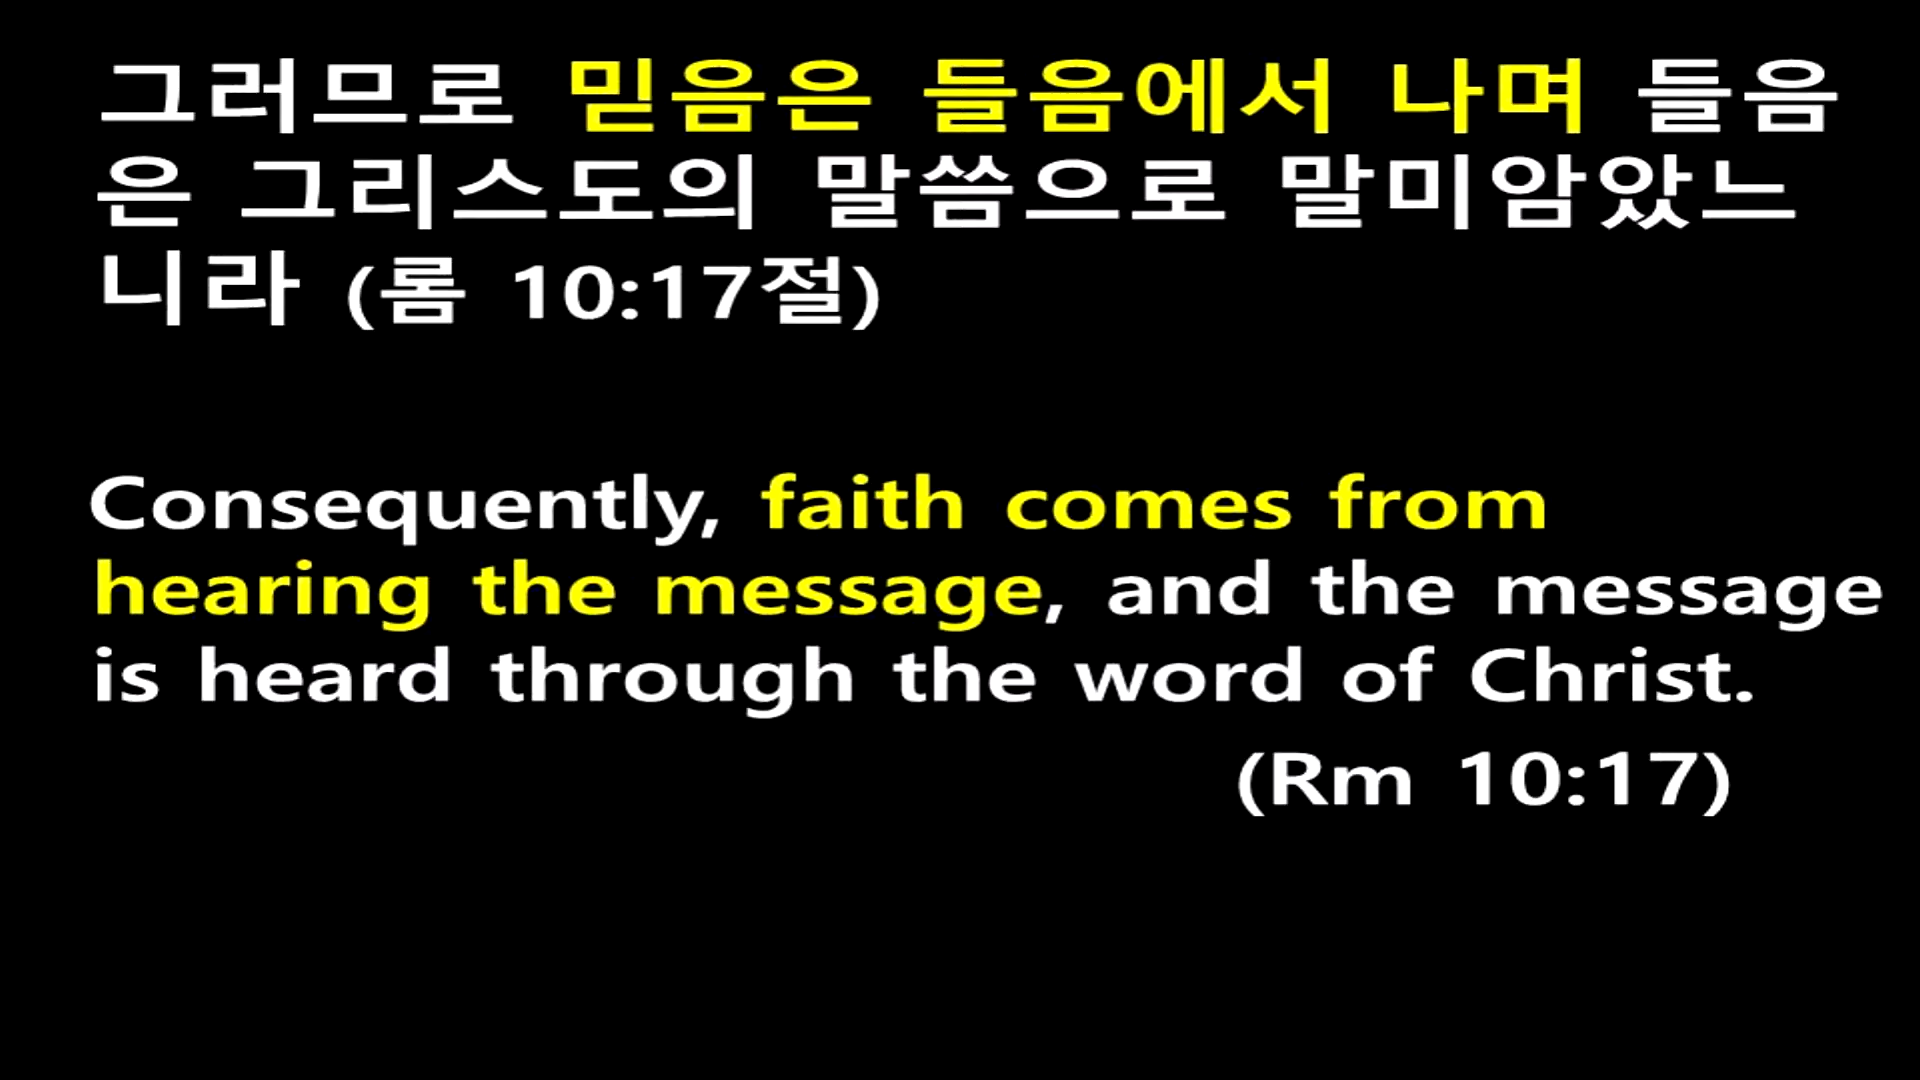 그러므로 믿음은 들음에서 나며 들음
은 그리스도의 말씀으로 말미암았느
니라 (롬 10:17절)
Consequently, faith comes from
hearing the message, and the message
is heard through the word of Christ.
(Rm 10:17)